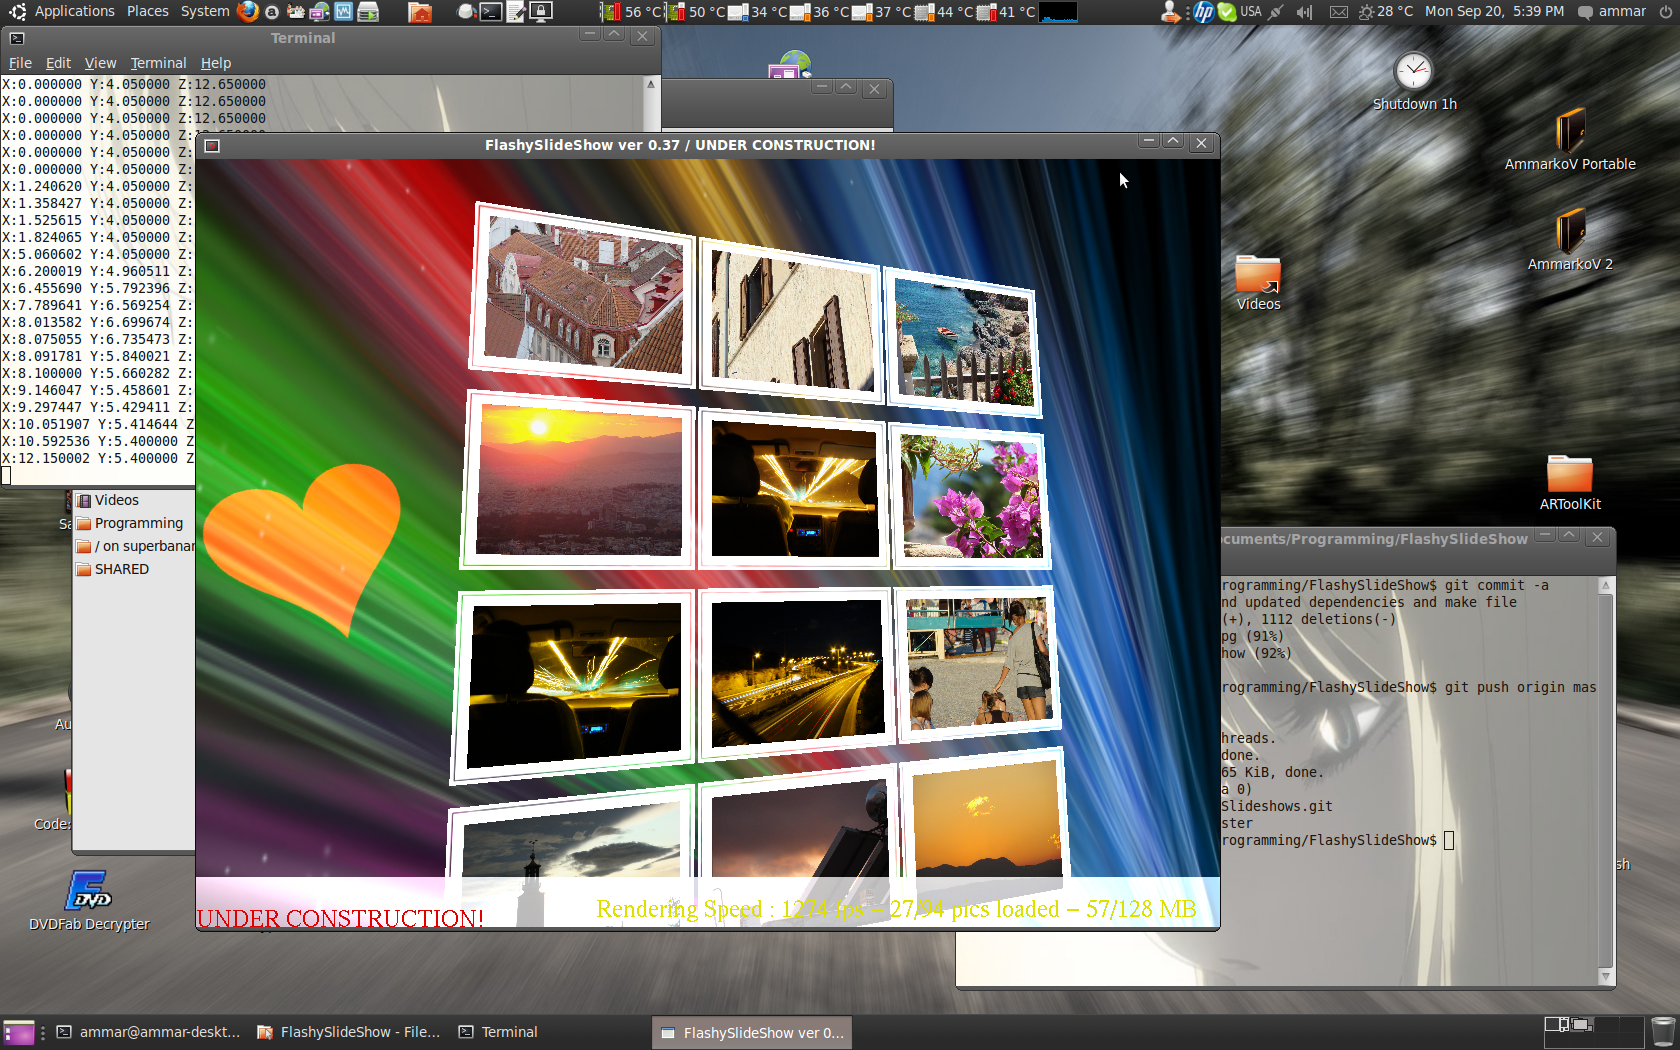 Applications Places System 56 °C 50 °C 34 °C 36 °C 37 °C 44 °C 41 °C hp USA 28 °C Mon Sep 20, 5:39 PM ammar
Terminal
File Edit View Terminal Help
X:0.000000 Y:4.050000 Z:12.650000
X:0.000000 Y:4.050000 Z:12.650000
X:0.000000 Y:4.050000 Z:12.650000
X:0.000000 Y:4.050000 Z:12.650000
X:0.000000 Y:4.050000 Z:
X:0.000000 Y:4.050000 Z:
X:1.240620 Y:4.050000 Z:
X:1.358427 Y:4.050000 Z:
X:1.525615 Y:4.050000 Z:
X:1.824065 Y:4.050000 Z:
X:5.060602 Y:4.050000 Z:
X:6.200019 Y:4.960511 Z:
X:6.455690 Y:5.792396 Z:
X:7.789641 Y:6.569254 Z:
X:8.013582 Y:6.699674 Z:
X:8.075055 Y:6.735473 Z:
X:8.091781 Y:5.840021 Z:
X:8.100000 Y:5.660282 Z:
X:9.146047 Y:5.458601 Z:
X:9.297447 Y:5.429411 Z:
X:10.051907 Y:5.414644 Z
X:10.592536 Y:5.400000 Z
X:12.150002 Y:5.400000 Z
FlashySlideShow ver 0.37 / UNDER CONSTRUCTION!
UNDER CONSTRUCTION!
Rendering Speed : 1274 fps – 27/94 pics loaded – 57/128 MB
Shutdown 1h
AmmarkoV Portable
AmmarkoV 2
Videos
ARToolKit
Sa
Videos
Programming
/ on superbanar
SHARED
Au
Code:
DVD
DVDFab Decrypter
ocuments/Programming/FlashySlideShow
rogramming/FlashySlideShow$ git commit -a
nd updated dependencies and make file
(+), 1112 deletions(-)
pg (91%)
how (92%)
rogramming/FlashySlideShow$ git push origin mas
hreads.
done.
65 KiB, done.
a 0)
Slideshows.git
ster
rogramming/FlashySlideShow$
sh
ammar@ammar-deskt... FlashySlideShow - File... Terminal FlashySlideShow ver 0...